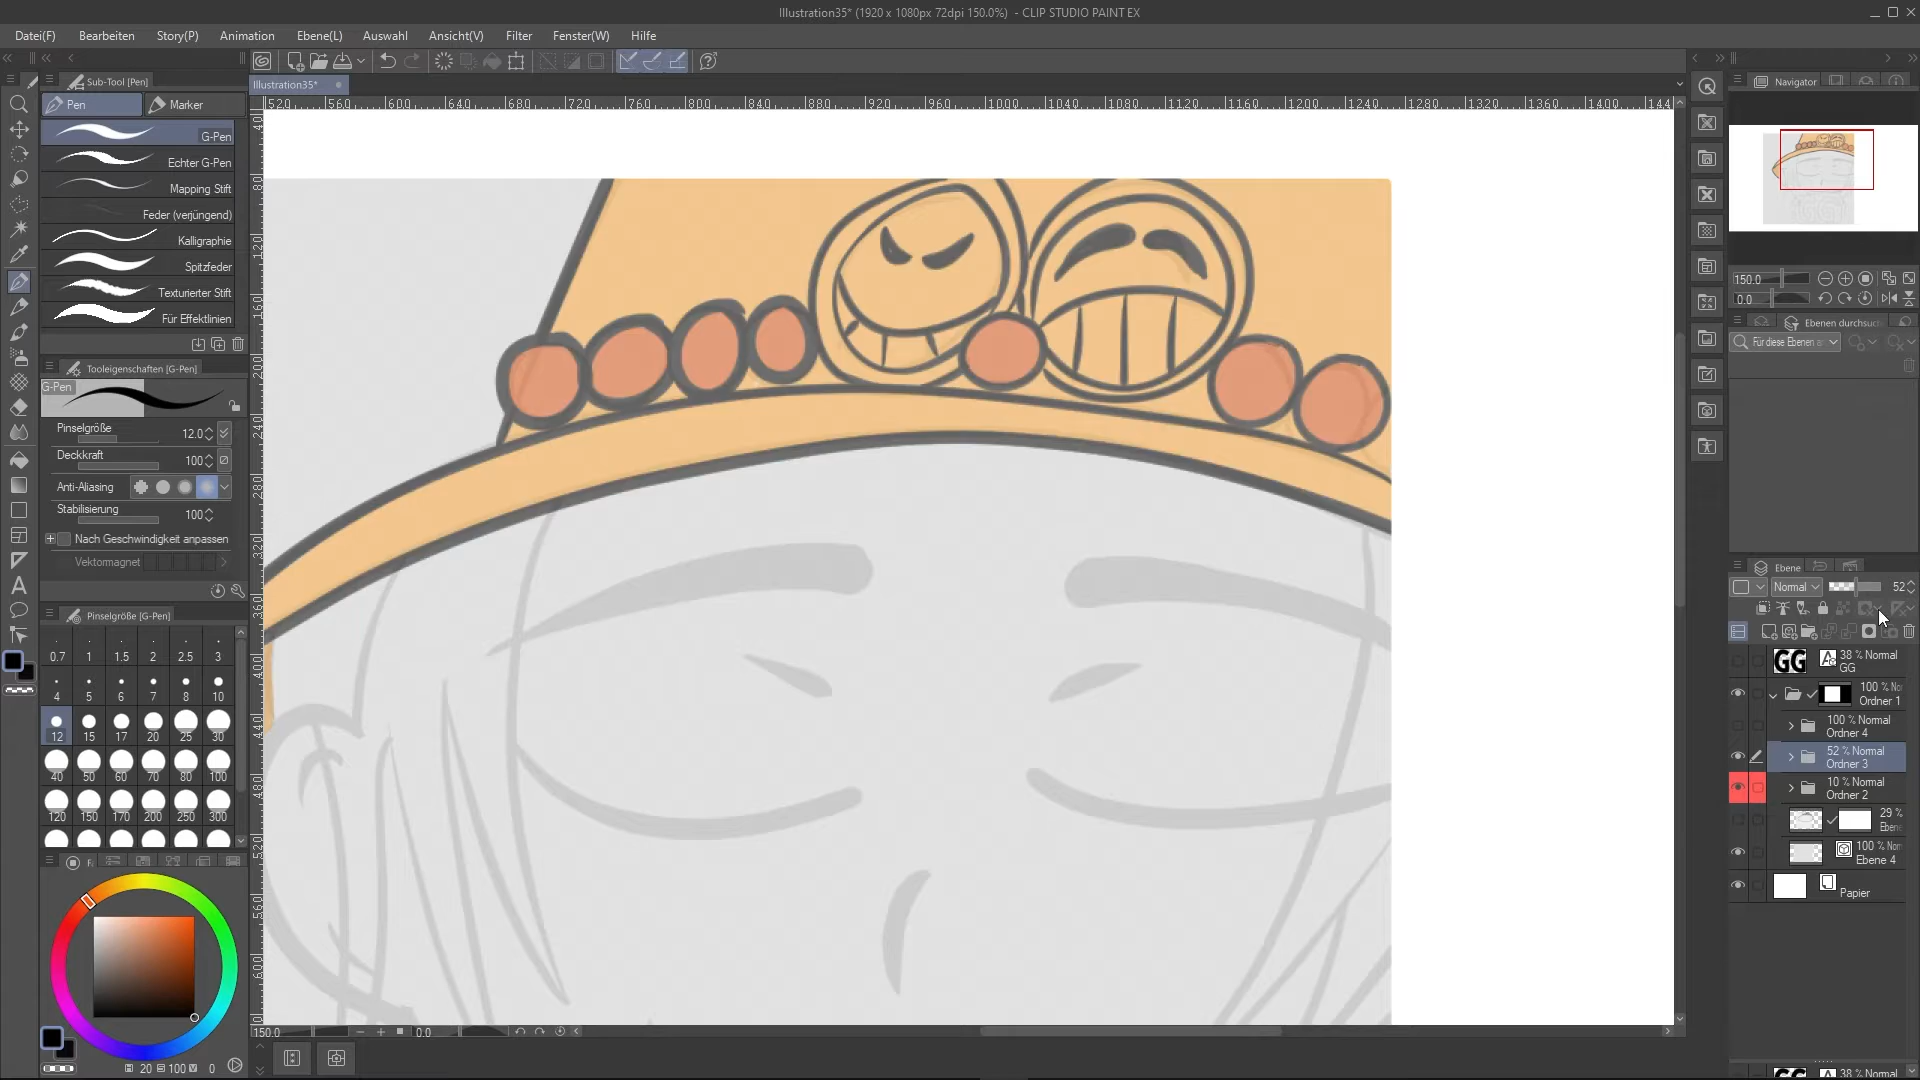 Illustration35* (1920 x 1080px 72dpi 150.0%)  - CLIP STUDIO PAINT EX
Datei(F) Bearbeiten Story(P) Animation Ebene(L) Auswahl Ansicht(V) Filter Fenster(W) Hilfe
Sub-Tool [Pen]
Illustration35*
Navigator
Pen Marker
520 560 600 640 680 720 760 800 840 880 920 960 1000 1040 1080 1120 1160 1200 1240 1280 1320 1360 1400 144
G-Pen
Echter G-Pen
Mapping Stift
Feder (verjüngend)
Kalligraphie
Spitzfeder
Texturierter Stift
Für Effektlinien
150.0
0.0
Ebenen durchsuc
Für diese Ebenen
Tooleigenschaften [G-Pen]
G-Pen
Pinselgröße 12.0
Deckkraft 100
Anti-Aliasing
Stabilisierung 100
Nach Geschwindigkeit anpassen
Vektormagnet
Pinselgröße [G-Pen]
0.7 1 1.5 2 2.5 3
4 5 6 7 8 10
12 15 17 20 25 30
40 50 60 70 80 100
120 150 170 200 250 300
Ebene
Normal 52
GG 38 % Normal
GG
100 % No
Ordner 1
100 % Normal
Ordner 4
52 % Normal
Ordner 3
10 % Normal
Ordner 2
29 %
Ebene
100 % Nor
Ebene 4
Papier
150.0 0.0
H 20 S 100 V 0
38 % Normal